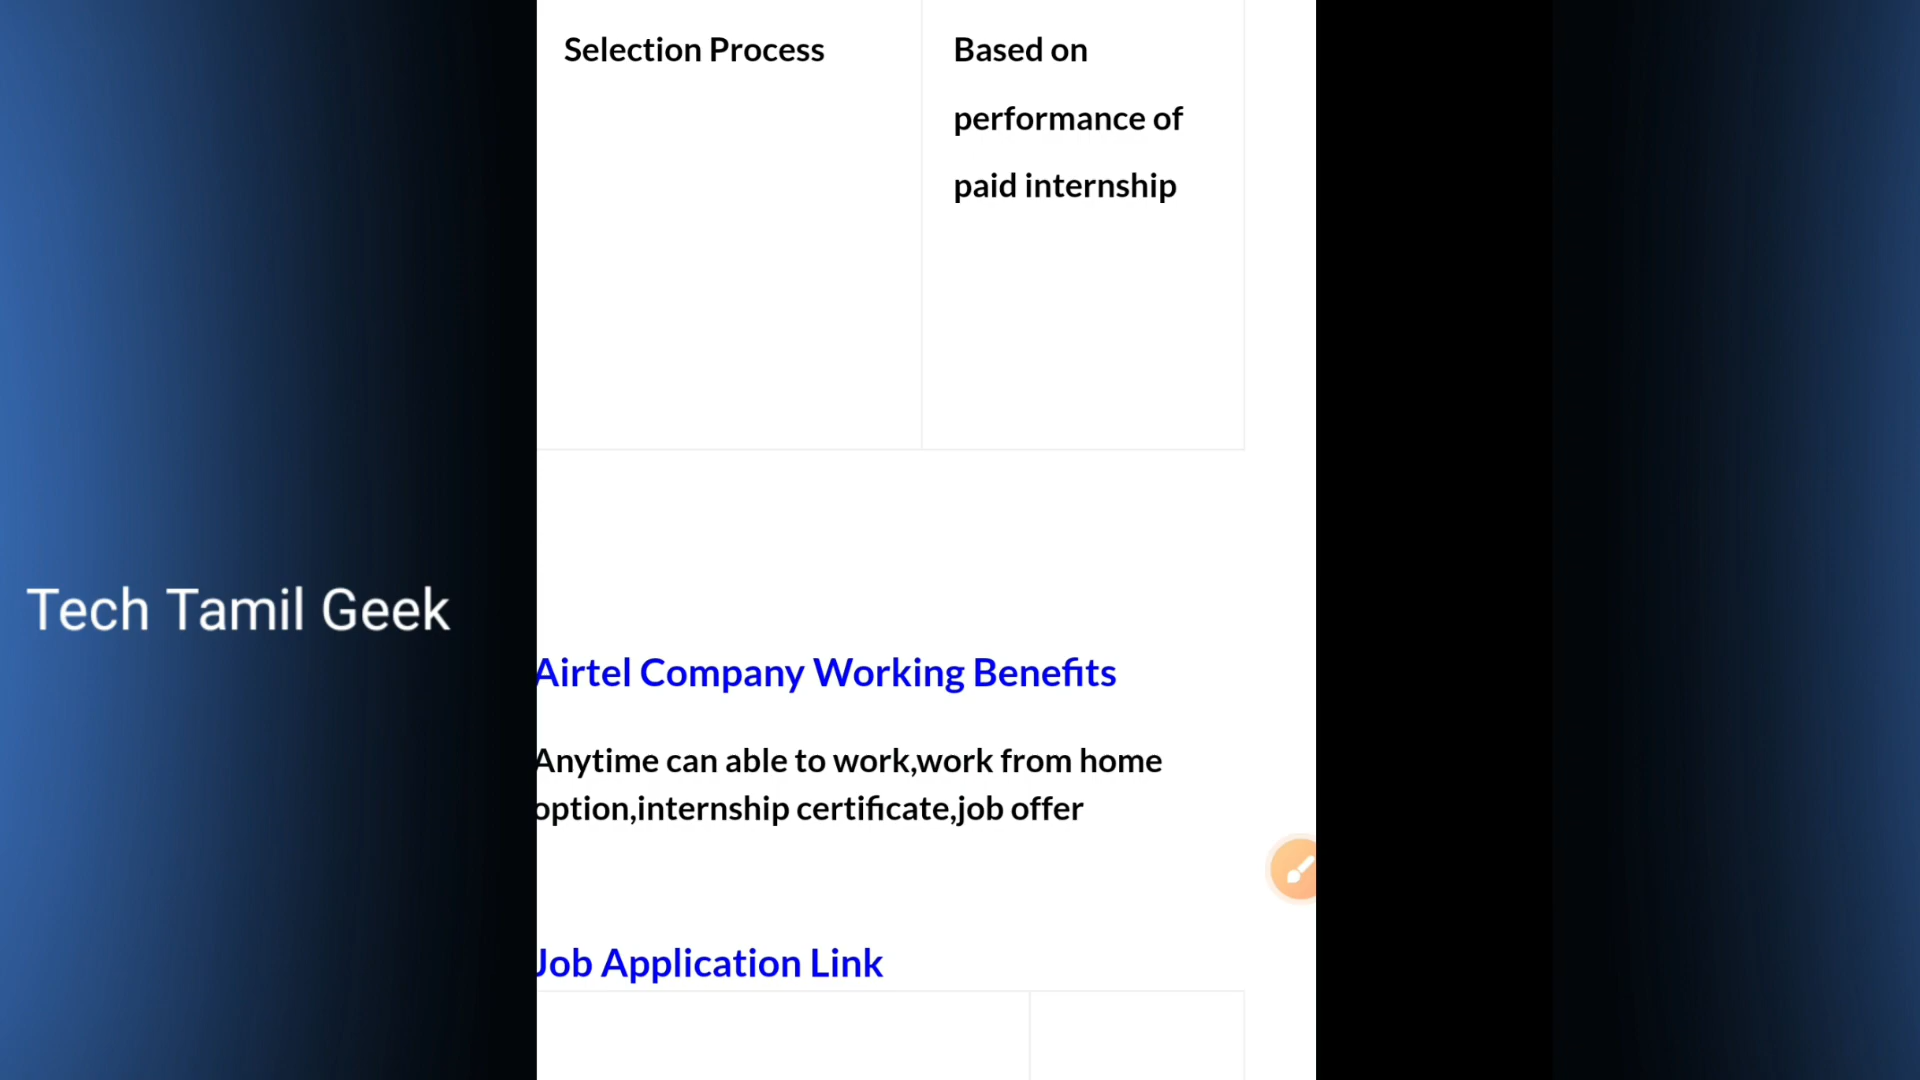 Selection Process
Based on
performance of
paid internship
Tech Tamil Geek
Airtel Company Working Benefits
Anytime can able to work,work from home
option,internship certificate,job offer
Job Application Link